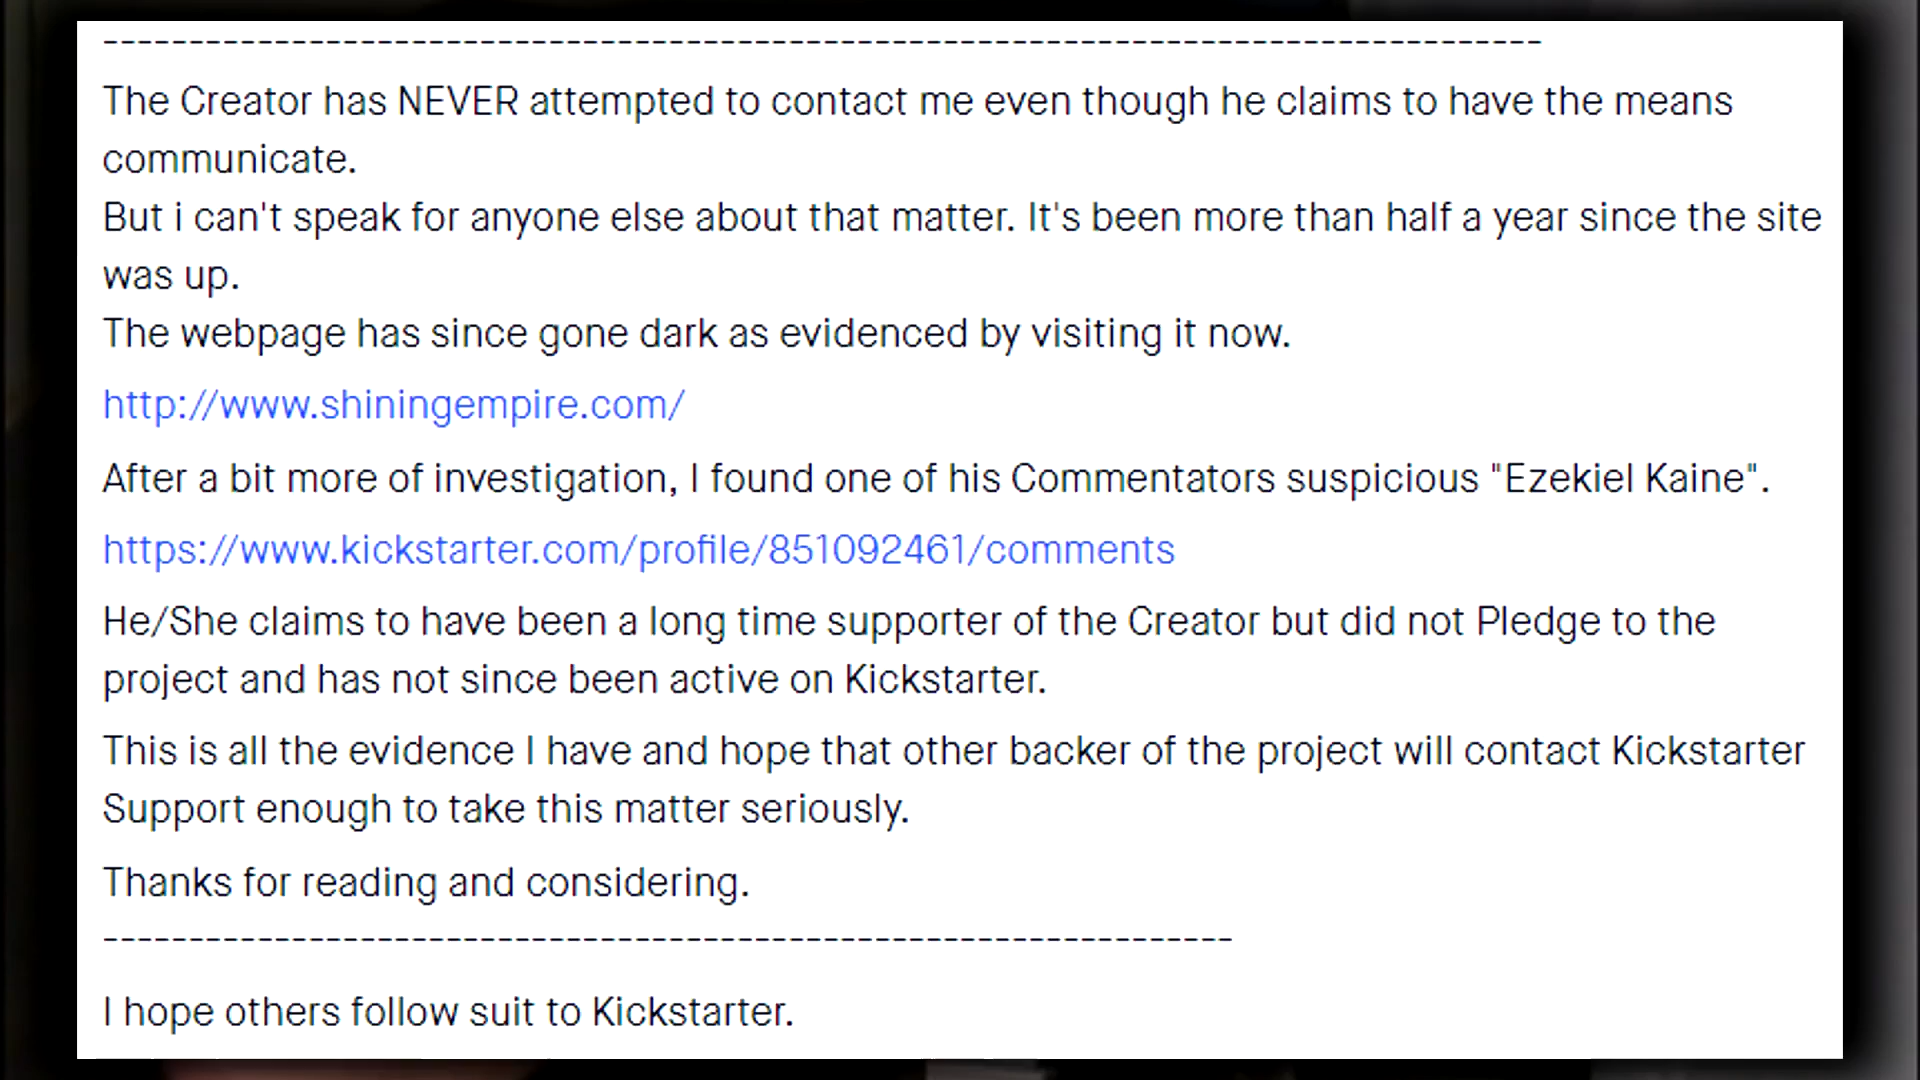 -------------------------------------------------------------------------------------
The Creator has NEVER attempted to contact me even though he claims to have the means
communicate.
But i can't speak for anyone else about that matter. It's been more than half a year since the site
was up.
The webpage has since gone dark as evidenced by visiting it now.
http://www.shiningempire.com/
After a bit more of investigation, I found one of his Commentators suspicious "Ezekiel Kaine".
https://www.kickstarter.com/profile/851092461/comments
He/She claims to have been a long time supporter of the Creator but did not Pledge to the
project and has not since been active on Kickstarter.
This is all the evidence I have and hope that other backer of the project will contact Kickstarter
Support enough to take this matter seriously.
Thanks for reading and considering.
-------------------------------------------------------------------
I hope others follow suit to Kickstarter.